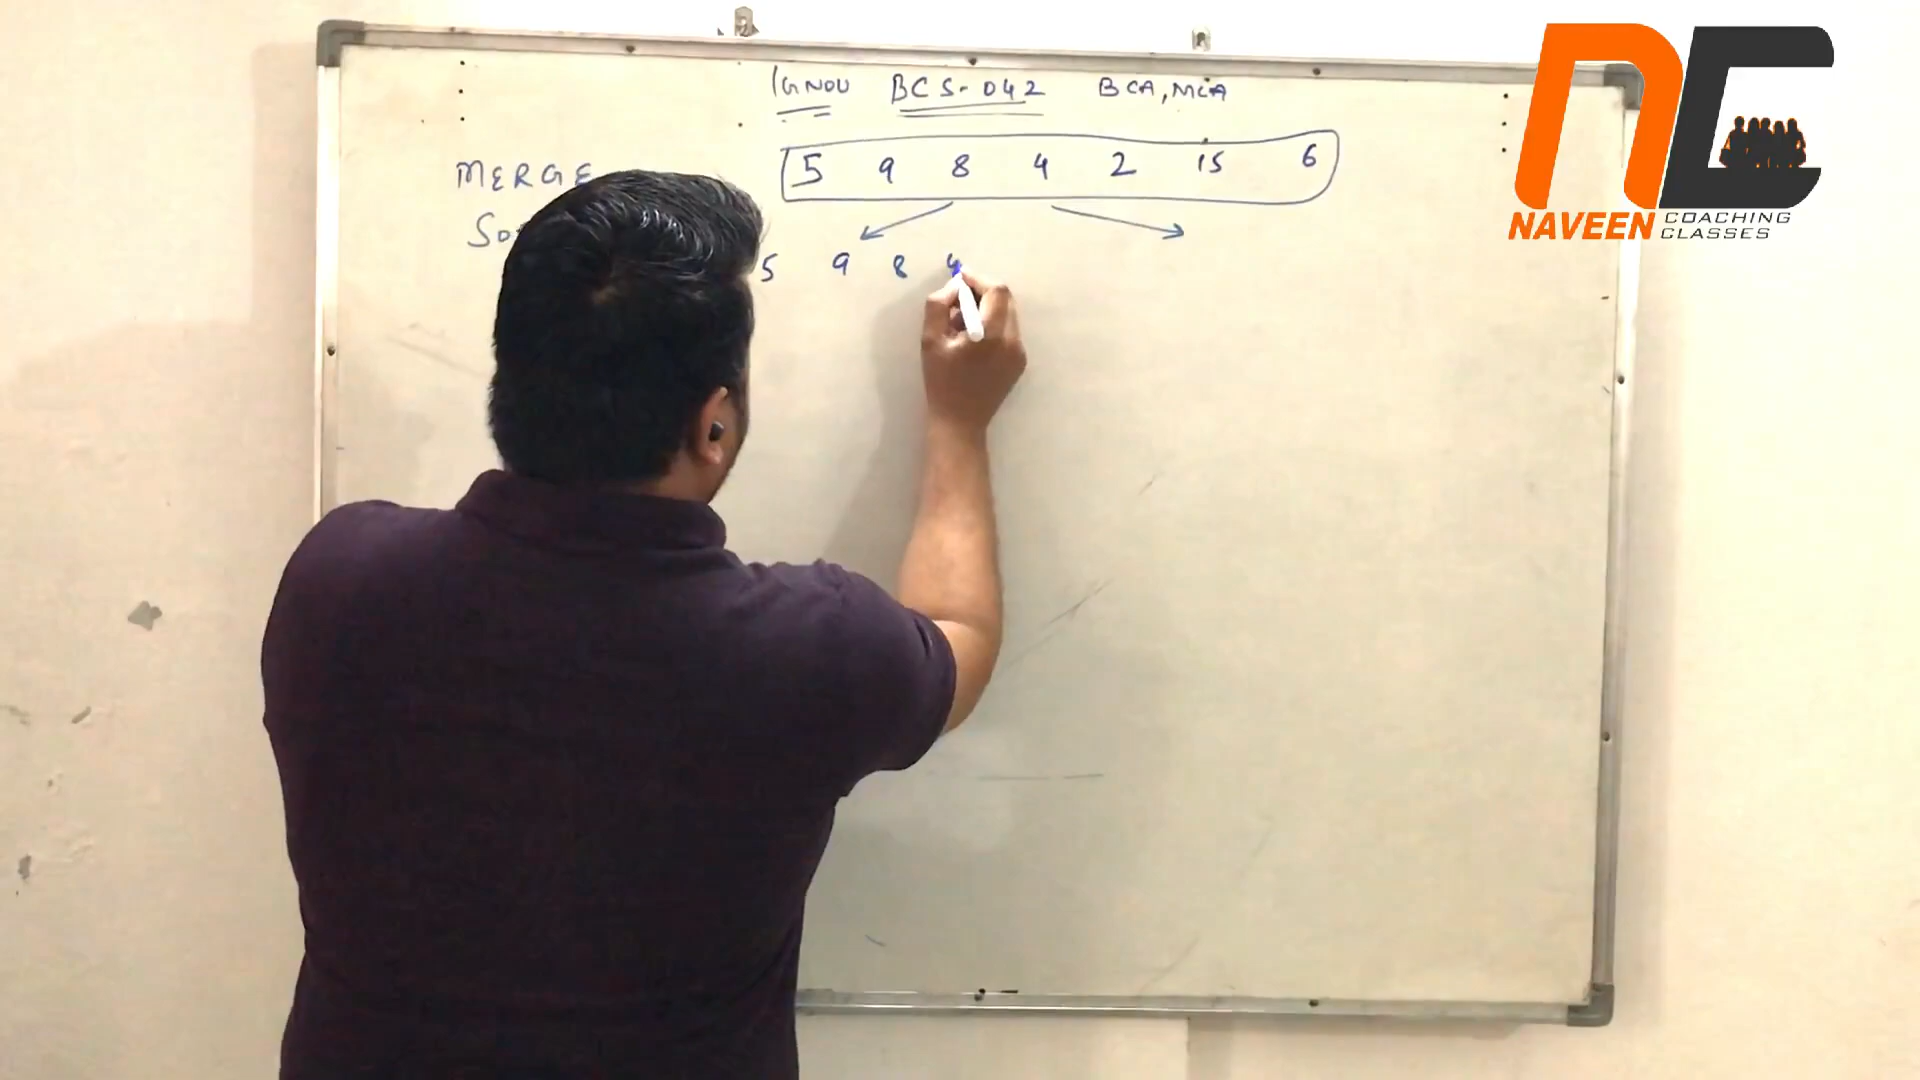 IGNOU BCS-042 BCA, MCA
MERGE 5 9 8 4 2 15 6
5 9 8 4
NC
NAVEEN COACHING CLASSES